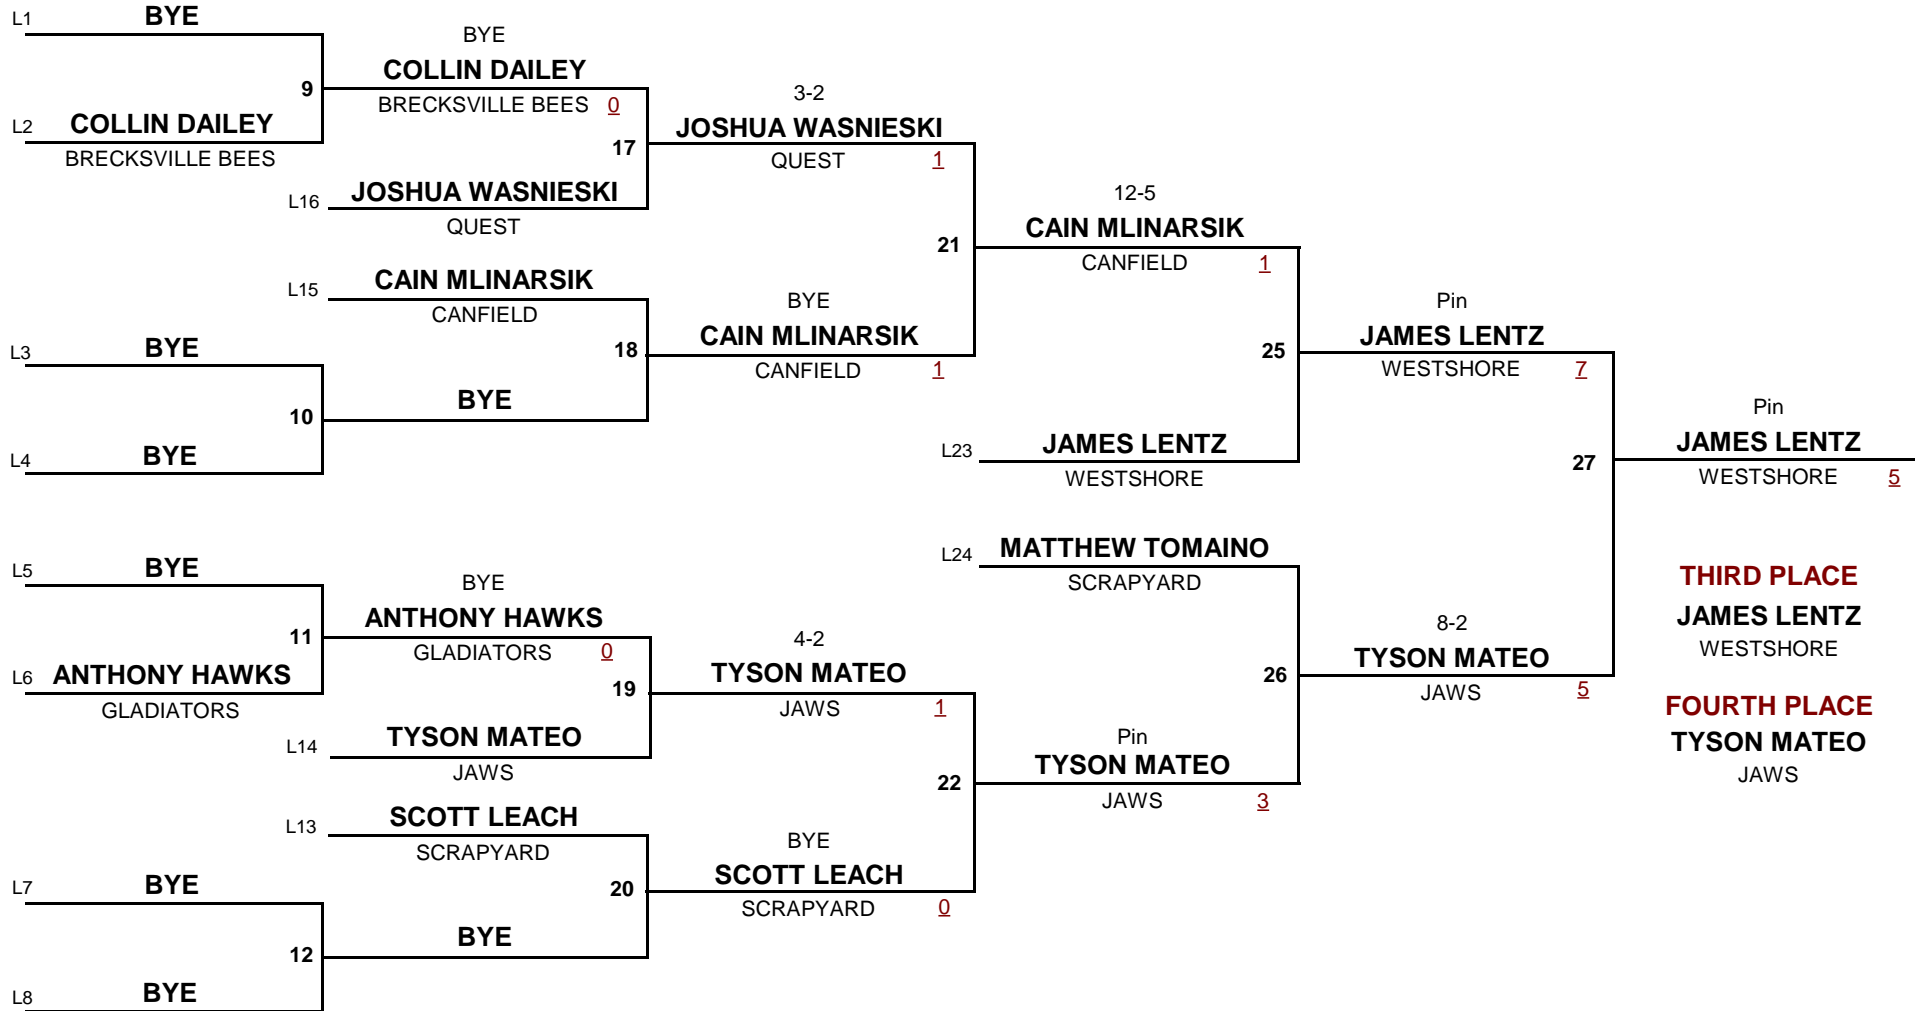 L1 BYE
9
L2 COLLIN DAILEY
BRECKSVILLE BEES
BYE
COLLIN DAILEY
BRECKSVILLE BEES 0
17
L16 JOSHUA WASNIESKI
QUEST
3-2
JOSHUA WASNIESKI
QUEST 1
L15 CAIN MLINARSIK
CANFIELD
18
L3 BYE
10
L4 BYE
BYE
BYE
CAIN MLINARSIK
CANFIELD 1
21
12-5
CAIN MLINARSIK
CANFIELD 1
25
L23 JAMES LENTZ
WESTSHORE
Pin
JAMES LENTZ
WESTSHORE 7
27
Pin
JAMES LENTZ
WESTSHORE 5
L5 BYE
11
L6 ANTHONY HAWKS
GLADIATORS
BYE
ANTHONY HAWKS
GLADIATORS 0
19
L14 TYSON MATEO
JAWS
4-2
TYSON MATEO
JAWS 1
L13 SCOTT LEACH
SCRAPYARD
20
L7 BYE
12
L8 BYE
BYE
BYE
SCOTT LEACH
SCRAPYARD 0
22
Pin
TYSON MATEO
JAWS 3
L24 MATTHEW TOMAINO
SCRAPYARD
26
8-2
TYSON MATEO
JAWS 5
THIRD PLACE
JAMES LENTZ
WESTSHORE
FOURTH PLACE
TYSON MATEO
JAWS